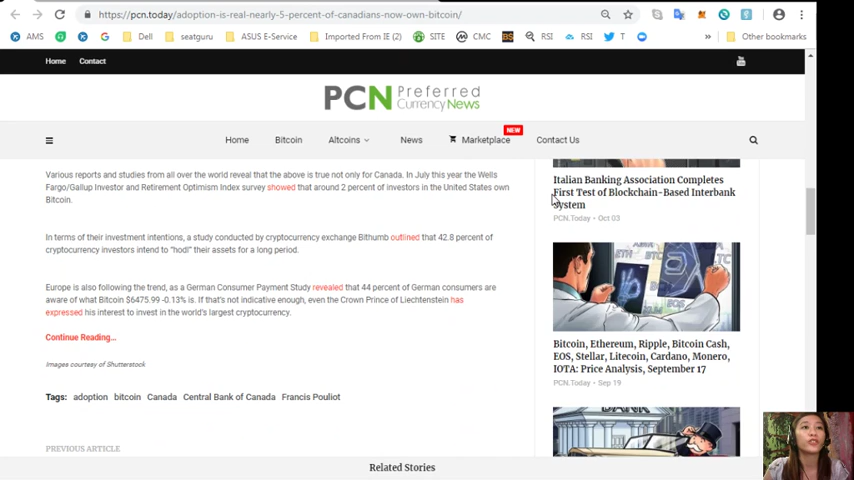 https://pcn.today/adoption-is-real-nearly-5-percent-of-canadians-now-own-bitcoin/
AMS
Dell
seatguru
ASUS E-Service
Imported From IE (2)
SITE
CMC
BS
RSI
RSI
T
»
Other bookmarks
Home
Contact
PCN Preferred
Currency News
Home
Bitcoin
Altcoins
News
Marketplace
NEW
Contact Us
Various reports and studies from all over the world reveal that the above is true not only for Canada. In July this year the Wells
Fargo/Gallup Investor and Retirement Optimism Index survey showed that around 2 percent of investors in the United States own
Bitcoin.
In terms of their investment intentions, a study conducted by cryptocurrency exchange Bithumb outlined that 42.8 percent of
cryptocurrency investors intend to "hodl" their assets for a long period.
Europe is also following the trend, as a German Consumer Payment Study revealed that 44 percent of German consumers are
aware of what Bitcoin $6475.99 -0.13% is. If that's not indicative enough, even the Crown Prince of Liechtenstein has
expressed his interest to invest in the world's largest cryptocurrency.
Continue Reading...
Images courtesy of Shutterstock
Tags: adoption bitcoin Canada Central Bank of Canada Francis Pouliot
PREVIOUS ARTICLE
Italian Banking Association Completes
First Test of Blockchain-Based Interbank
System
PCN.Today • Oct 03
ETH
BTC
Bitcoin, Ethereum, Ripple, Bitcoin Cash,
EOS, Stellar, Litecoin, Cardano, Monero,
IOTA: Price Analysis, September 17
PCN.Today • Sep 19
BANK
Related Stories